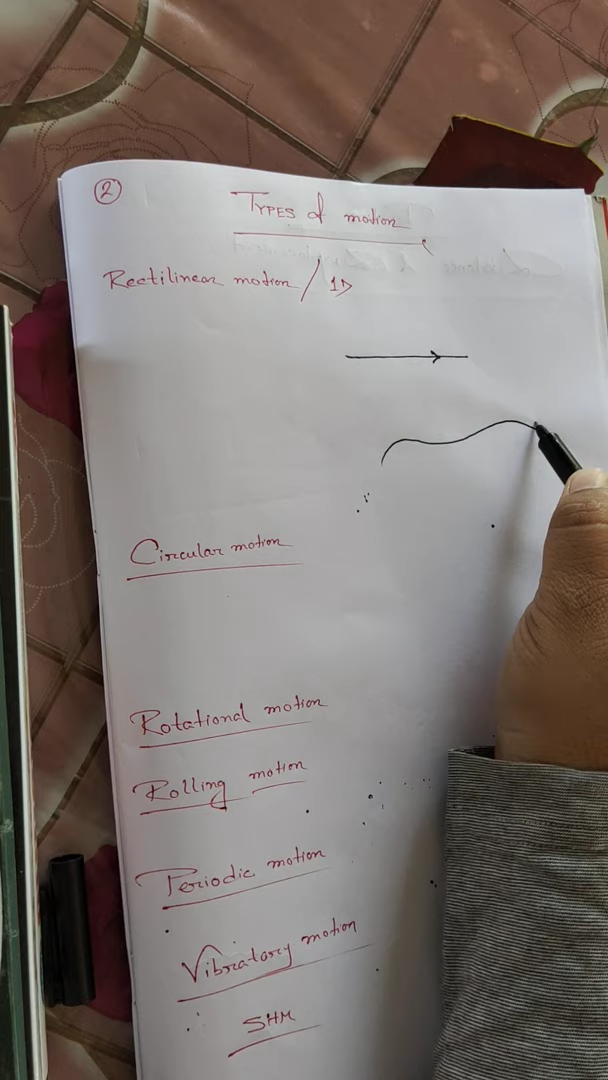 2
TYPES of motion
Rectilinear motion / 1D
Circular motion
Rotational motion
Rolling motion
Periodic motion
Vibratory motion
SHM